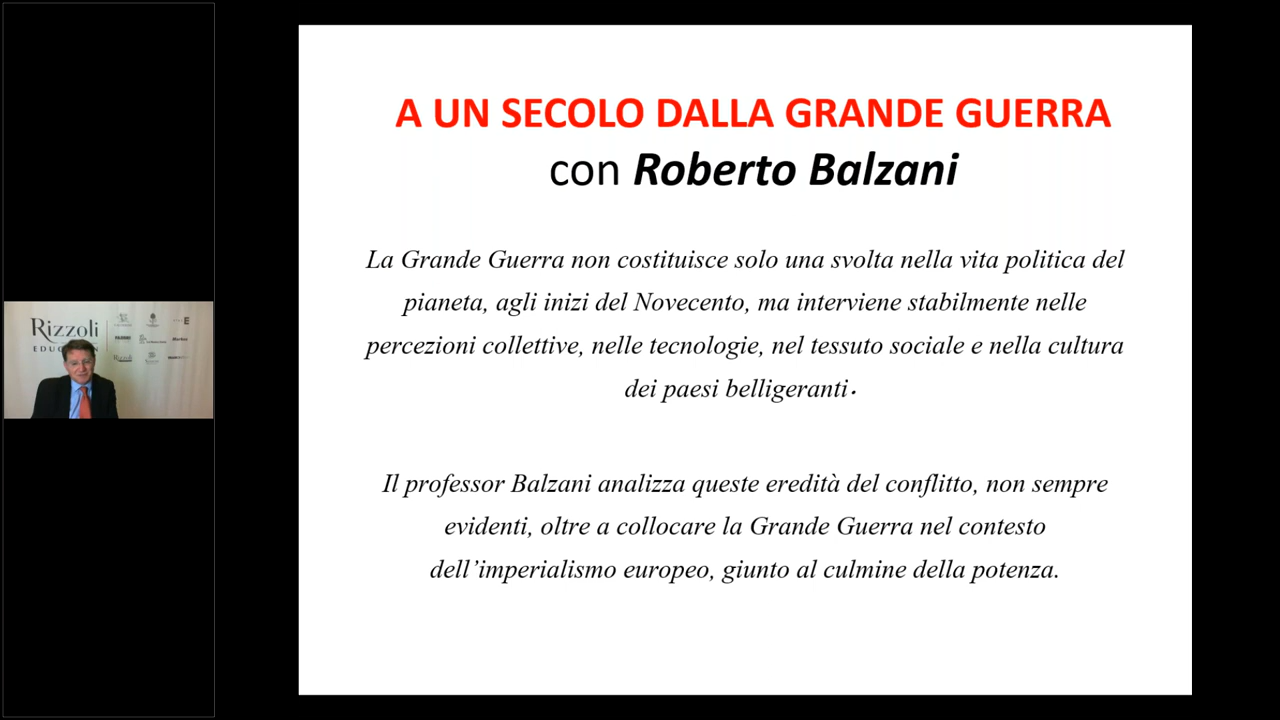 A UN SECOLO DALLA GRANDE GUERRA
con Roberto Balzani
La Grande Guerra non costituisce solo una svolta nella vita politica del
pianeta, agli inizi del Novecento, ma interviene stabilmente nelle
percezioni collettive, nelle tecnologie, nel tessuto sociale e nella cultura
dei paesi belligeranti.
Il professor Balzani analizza queste eredità del conflitto, non sempre
evidenti, oltre a collocare la Grande Guerra nel contesto
dell’imperialismo europeo, giunto al culmine della potenza.
Rizzoli